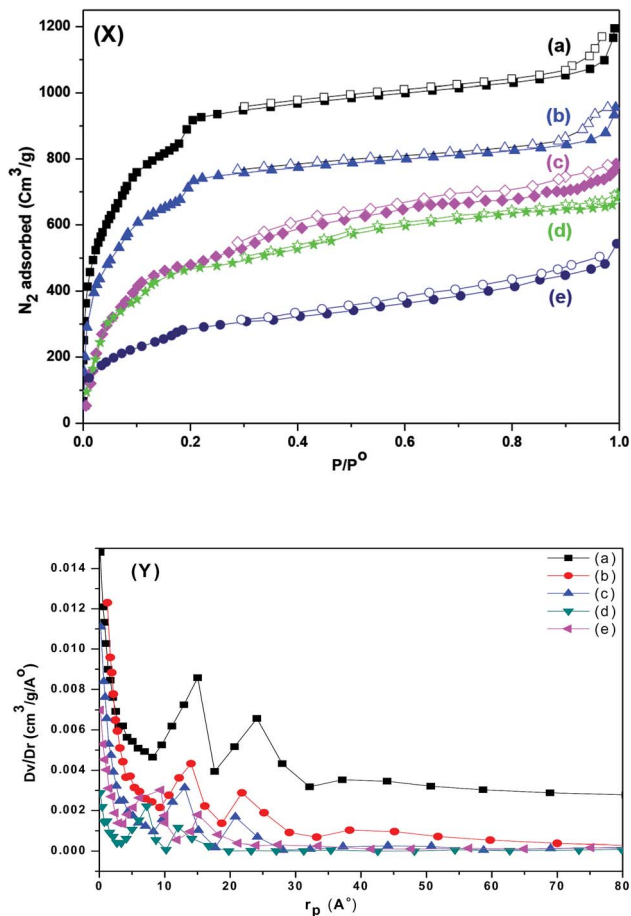 (X)
1200
1000
800
600
400
200
0
N₂ adsorbed (Cm³/g)
(a)
(b)
(c)
(d)
(e)
0.0 0.2 0.4 0.6 0.8 1.0
P/P⁰
(Y)
0.014
0.012
0.010
0.008
0.006
0.004
0.002
0.000
Dv/Dr (cm³/g/A°)
(a)
(b)
(c)
(d)
(e)
0 10 20 30 40 50 60 70 80
rₚ (A°)